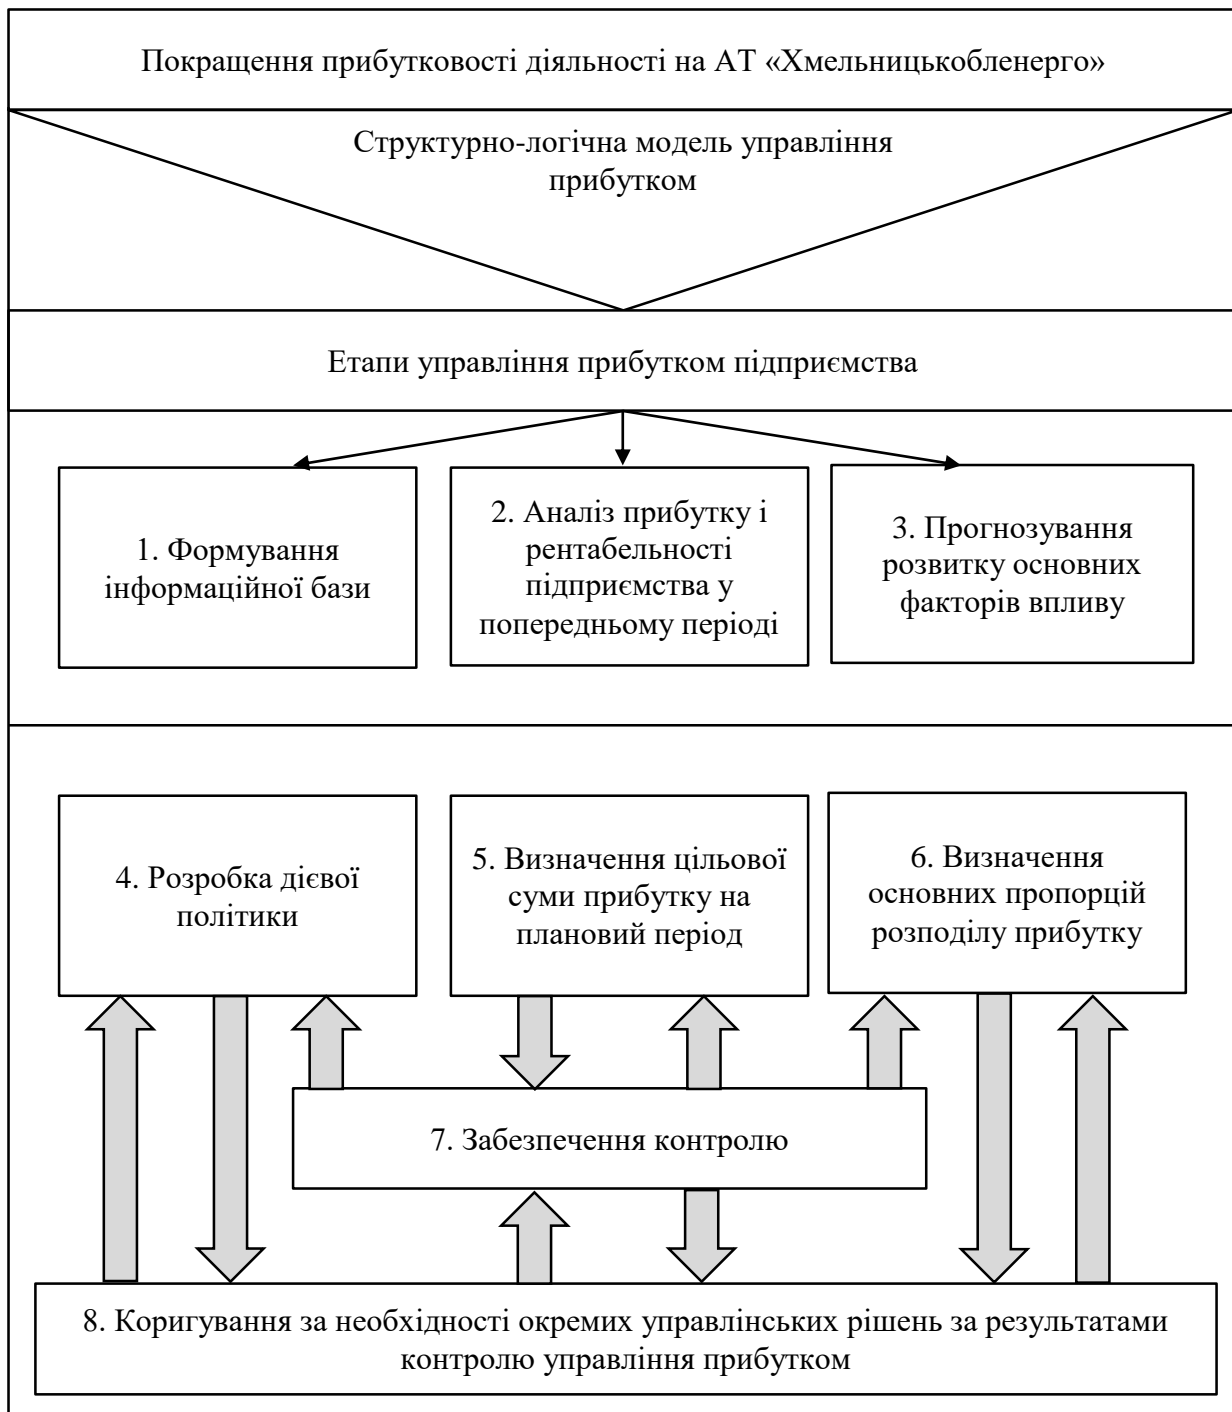 Покращення прибутковості діяльності на АТ «Хмельницькобленерго»
Структурно-логічна модель управління
прибутком
Етапи управління прибутком підприємства
1. Формування
інформаційної бази
2. Аналіз прибутку і
рентабельності
підприємства у
попередньому періоді
3. Прогнозування
розвитку основних
факторів впливу
4. Розробка дієвої
політики
5. Визначення цільової
суми прибутку на
плановий період
6. Визначення
основних пропорцій
розподілу прибутку
7. Забезпечення контролю
8. Коригування за необхідності окремих управлінських рішень за результатами
контролю управління прибутком